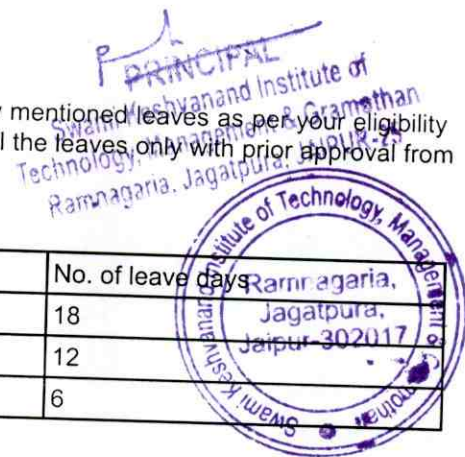 PRINCIPAL
Swami Keshvanand Institute of
Technology, Management & Gramothan
Ramnagaria, Jagatpura, JAIPUR-25
mentioned leaves as per your eligibility
the leaves only with prior approval from
No. of leave days
18
12
6
Swami Keshvanand Institute of Technology, Management &
Ramnagaria,
Jagatpura,
Jaipur-302017